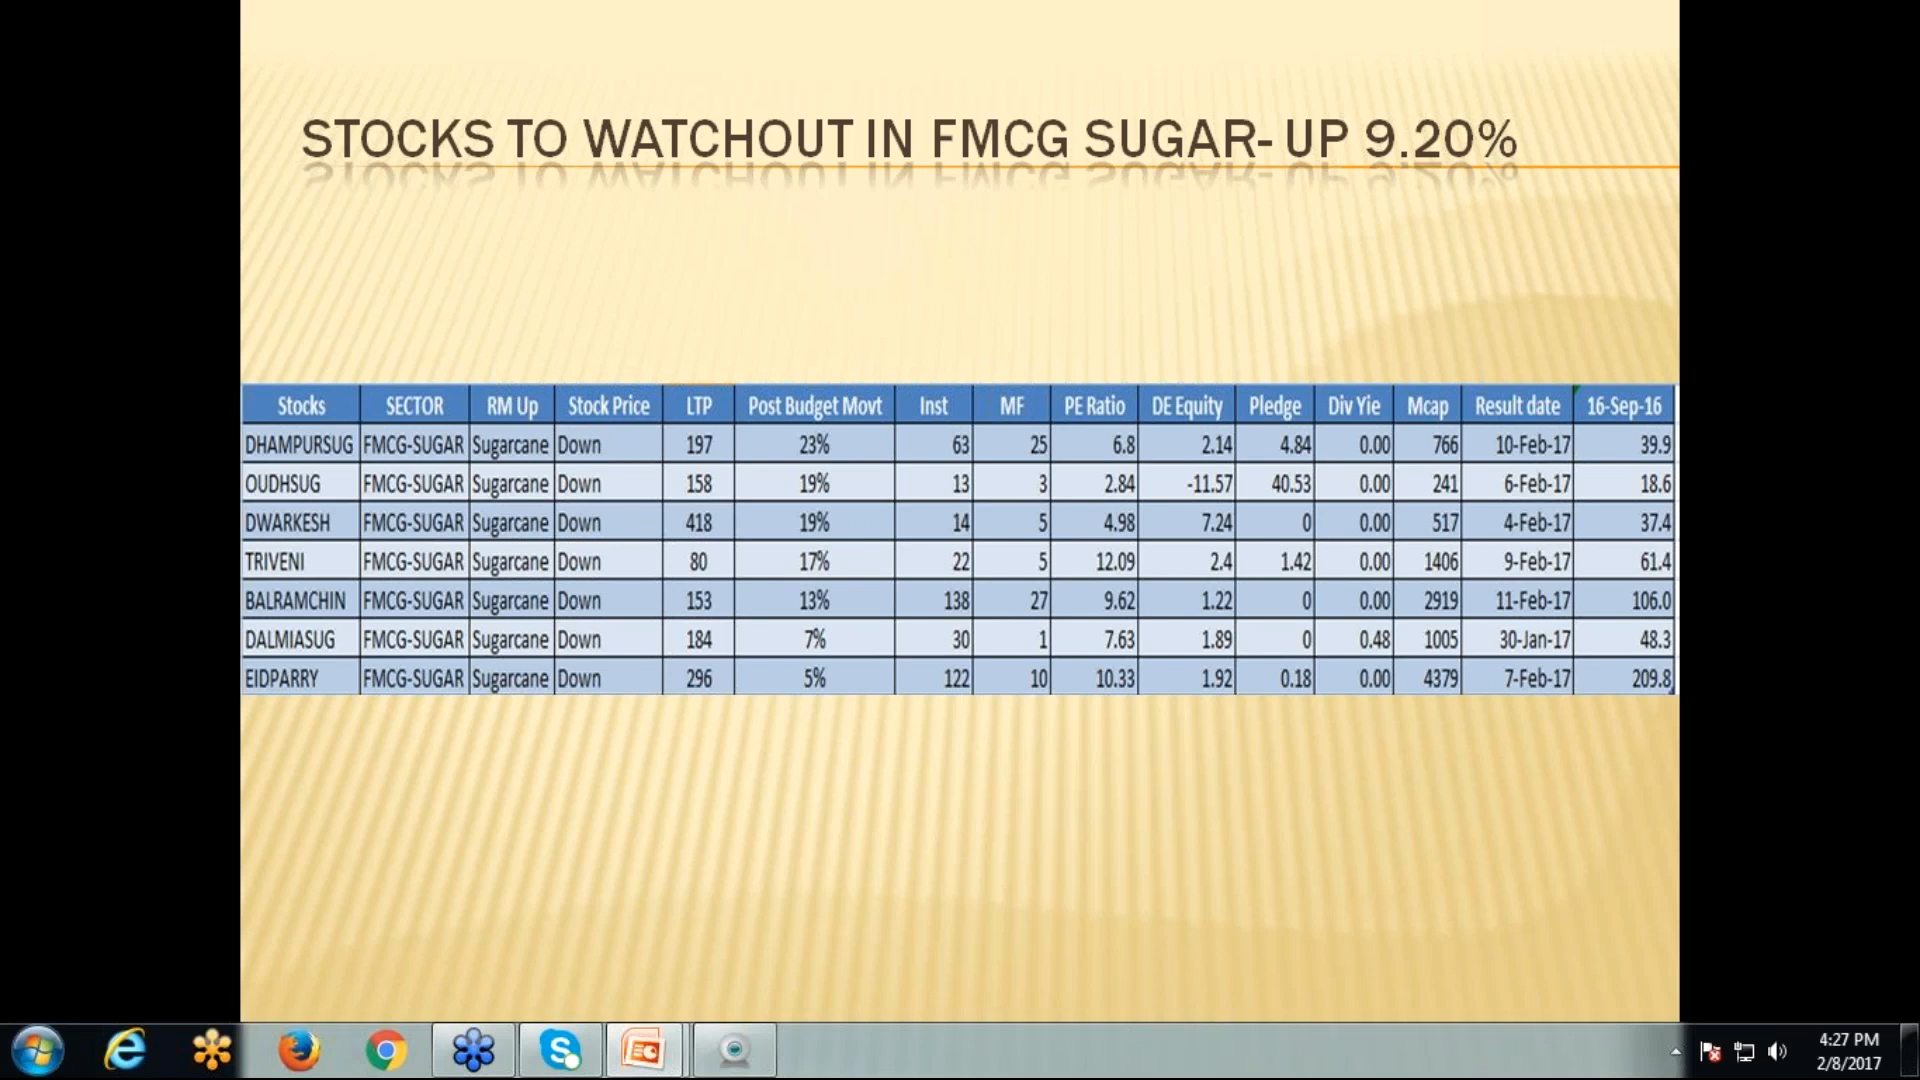 STOCKS TO WATCHOUT IN FMCG SUGAR- UP 9.20%
Stocks SECTOR RM Up Stock Price LTP Post Budget Movt Inst MF PE Ratio DE Equity Pledge Div Yie Mcap Result date 16-Sep-16
DHAMPURSUG FMCG-SUGAR Sugarcane Down 197 23% 63 25 6.8 2.14 4.84 0.00 766 10-Feb-17 39.9
OUDHSUG FMCG-SUGAR Sugarcane Down 158 19% 13 3 2.84 -11.57 40.53 0.00 241 6-Feb-17 18.6
DWARKESH FMCG-SUGAR Sugarcane Down 418 19% 14 5 4.98 7.24 0 0.00 517 4-Feb-17 37.4
TRIVENI FMCG-SUGAR Sugarcane Down 80 17% 22 5 12.09 2.4 1.42 0.00 1406 9-Feb-17 61.4
BALRAMCHIN FMCG-SUGAR Sugarcane Down 153 13% 138 27 9.62 1.22 0 0.00 2919 11-Feb-17 106.0
DALMIASUG FMCG-SUGAR Sugarcane Down 184 7% 30 1 7.63 1.89 0 0.48 1005 30-Jan-17 48.3
EIDPARRY FMCG-SUGAR Sugarcane Down 296 5% 122 10 10.33 1.92 0.18 0.00 4379 7-Feb-17 209.8
4:27 PM
2/8/2017